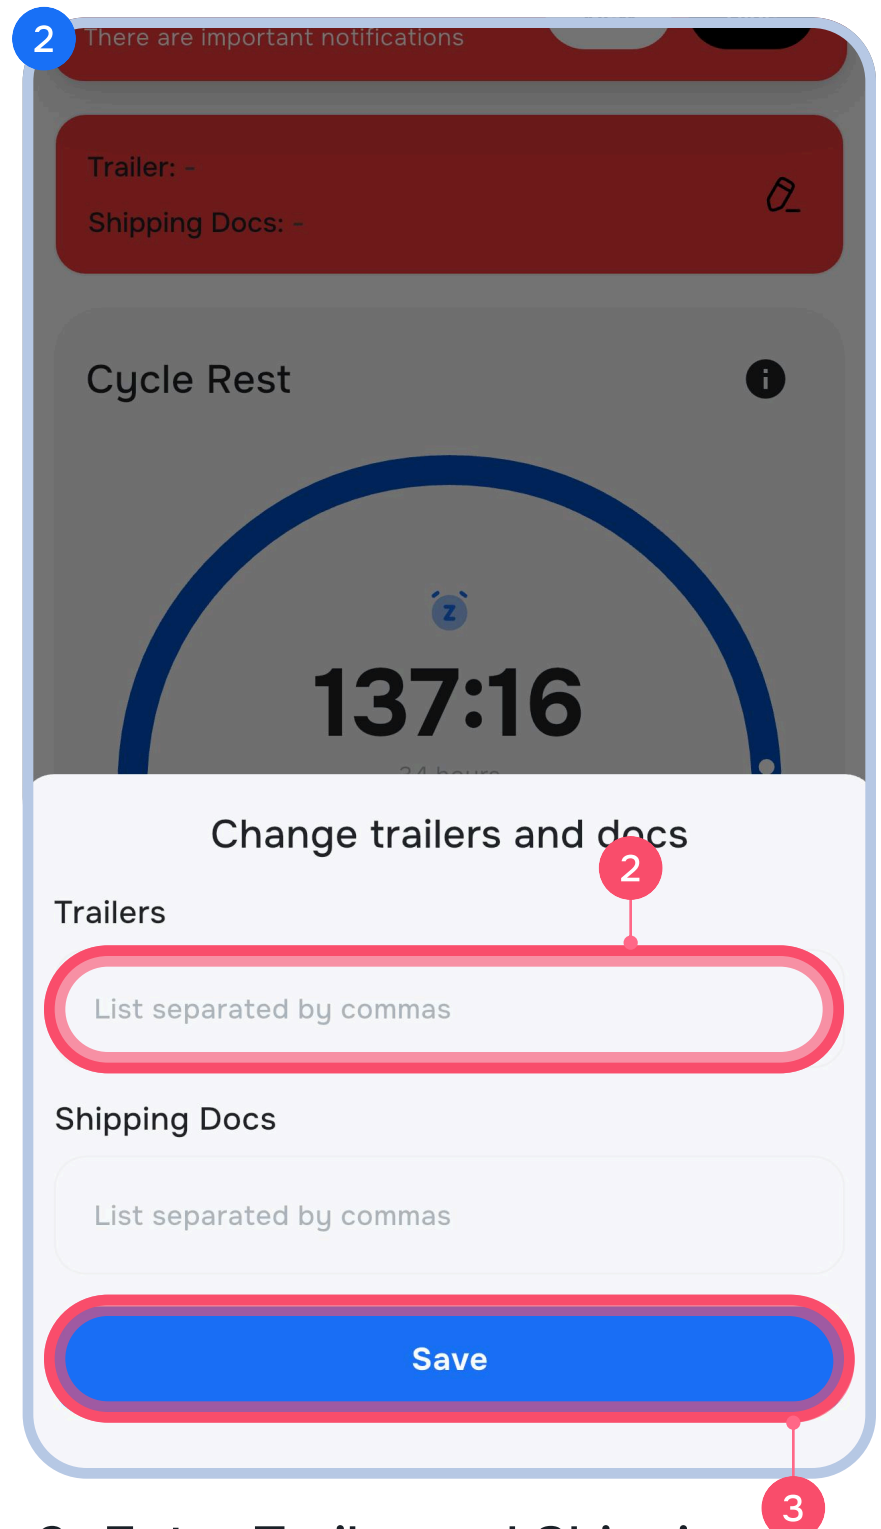 2
There are important notifications
Trailer: -
Shipping Docs: -
Cycle Rest
i
z
137:16
Change trailers and docs
2
Trailers
List separated by commas
Shipping Docs
List separated by commas
Save
3